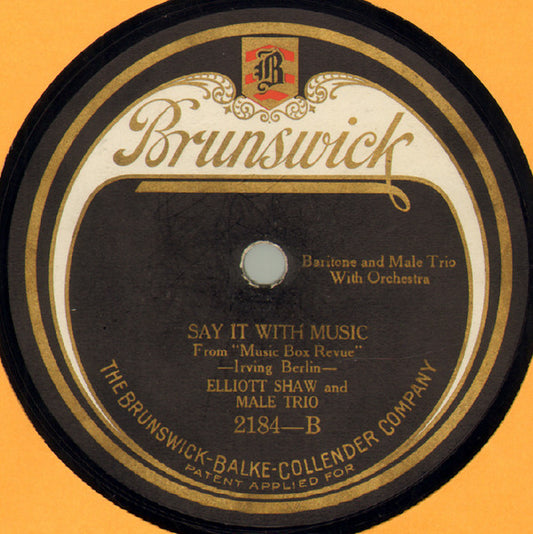 B
Brunswick
Baritone and Male Trio
With Orchestra
SAY IT WITH MUSIC
From "Music Box Revue"
—Irving Berlin—
ELLIOTT SHAW and
MALE TRIO
2184—B
THE BRUNSWICK-BALKE-COLLENDER COMPANY
PATENT APPLIED FOR